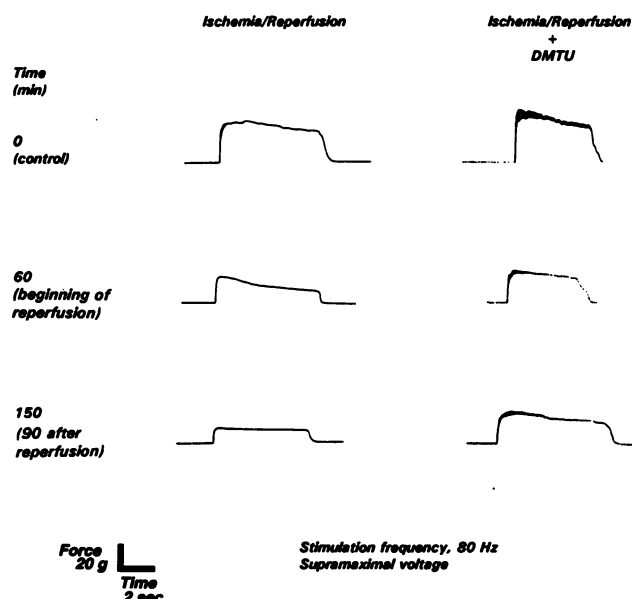 Ischemia/Reperfusion
Ischemia/Reperfusion
+
DMTU
Time
(min)
0
(control)
60
(beginning of
reperfusion)
150
(90 after
reperfusion)
Force
20 g
Time
2 sec
Stimulation frequency, 80 Hz
Supramaximal voltage